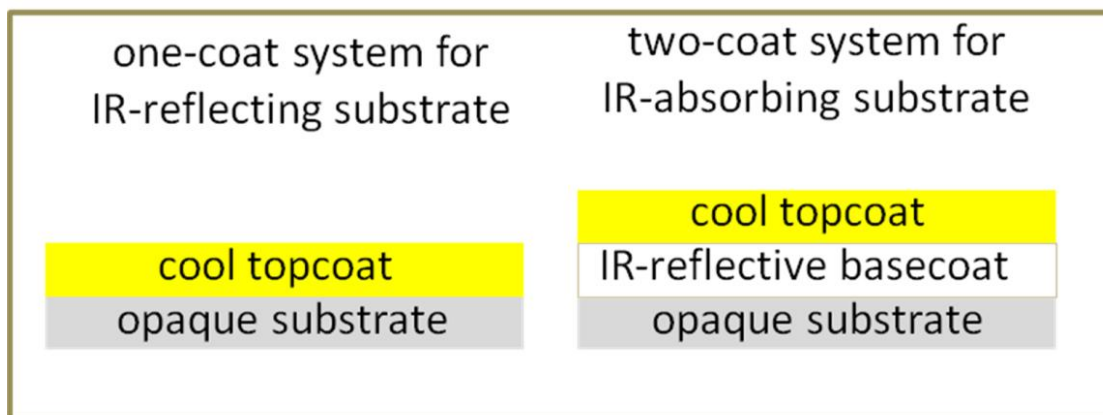 one-coat system for
IR-reflecting substrate
cool topcoat
opaque substrate
two-coat system for
IR-absorbing substrate
cool topcoat
IR-reflective basecoat
opaque substrate